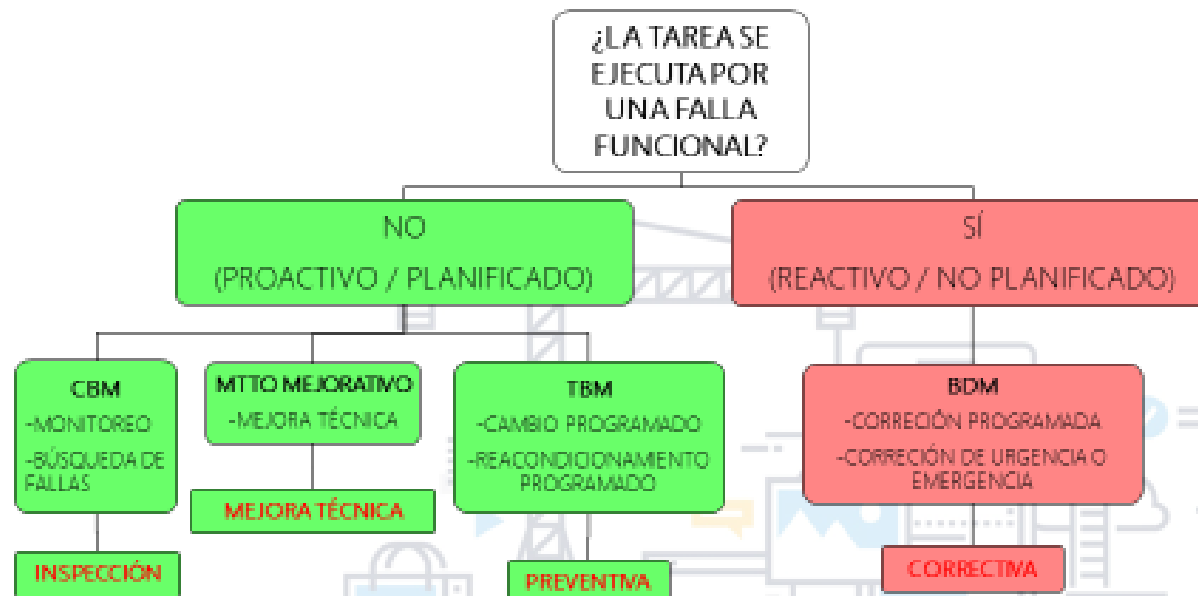 ¿LA TAREA SE
EJECUTA POR
UNA FALLA
FUNCIONAL?
NO
(PROACTIVO / PLANIFICADO)
SÍ
(REACTIVO / NO PLANIFICADO)
CBM
-MONITOREO
-BÚSQUEDA DE
FALLAS
MTTO MEJORATIVO
-MEJORA TÉCNICA
TBM
-CAMBIO PROGRAMADO
-REACONDICIONAMIENTO
PROGRAMADO
BDM
-CORRECIÓN PROGRAMADA
-CORRECIÓN DE URGENCIA O
EMERGENCIA
INSPECCIÓN
MEJORA TÉCNICA
PREVENTIVA
CORRECTIVA